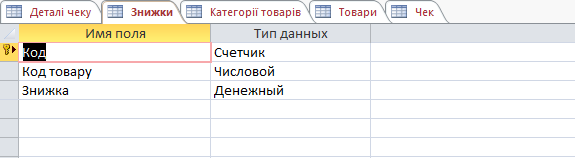 Деталі чеку Знижки Категорії товарів Товари Чек
Имя поля Тип данных
Код Счетчик
Код товару Числовой
Знижка Денежный